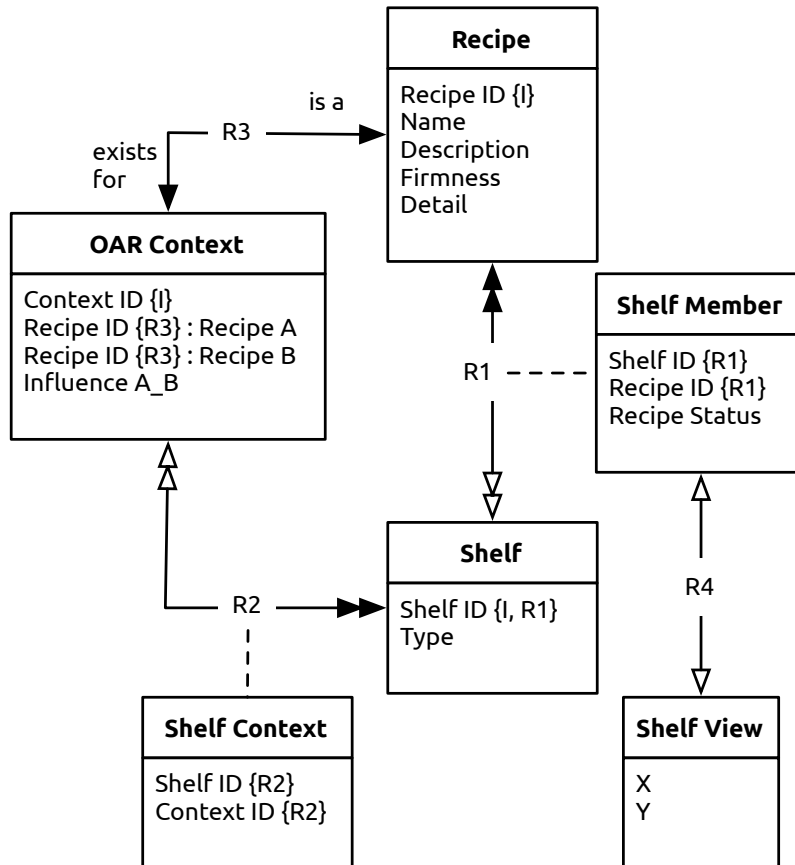 Recipe
Recipe ID {I}
Name
Description
Firmness
Detail
is a
R3
exists
for
OAR Context
Context ID {I}
Recipe ID {R3} : Recipe A
Recipe ID {R3} : Recipe B
Influence A_B
Shelf Member
Shelf ID {R1}
Recipe ID {R1}
Recipe Status
R1
Shelf
Shelf ID {I, R1}
Type
R2
R4
Shelf Context
Shelf ID {R2}
Context ID {R2}
Shelf View
X
Y